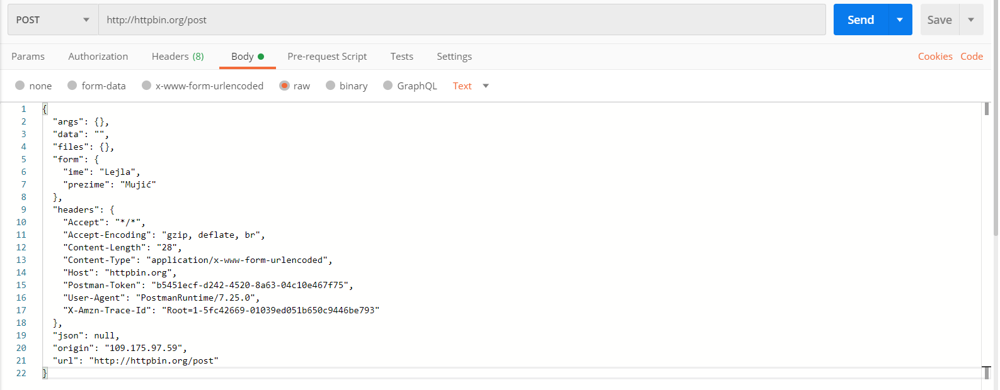 POST http://httpbin.org/post Send Save
Params Authorization Headers (8) Body Pre-request Script Tests Settings Cookies Code
none form-data x-www-form-urlencoded raw binary GraphQL Text
1 {
2 "args": {},
3 "data": "",
4 "files": {},
5 "form": {
6 "ime": "Lejla",
7 "prezime": "Mujić"
8 },
9 "headers": {
10 "Accept": "*/*",
11 "Accept-Encoding": "gzip, deflate, br",
12 "Content-Length": "28",
13 "Content-Type": "application/x-www-form-urlencoded",
14 "Host": "httpbin.org",
15 "Postman-Token": "b5451ecf-d242-4520-8a63-04c10e467f75",
16 "User-Agent": "PostmanRuntime/7.25.0",
17 "X-Amzn-Trace-Id": "Root=1-5fc42669-01039ed051b650c9446be793"
18 },
19 "json": null,
20 "origin": "109.175.97.59",
21 "url": "http://httpbin.org/post"
22 }